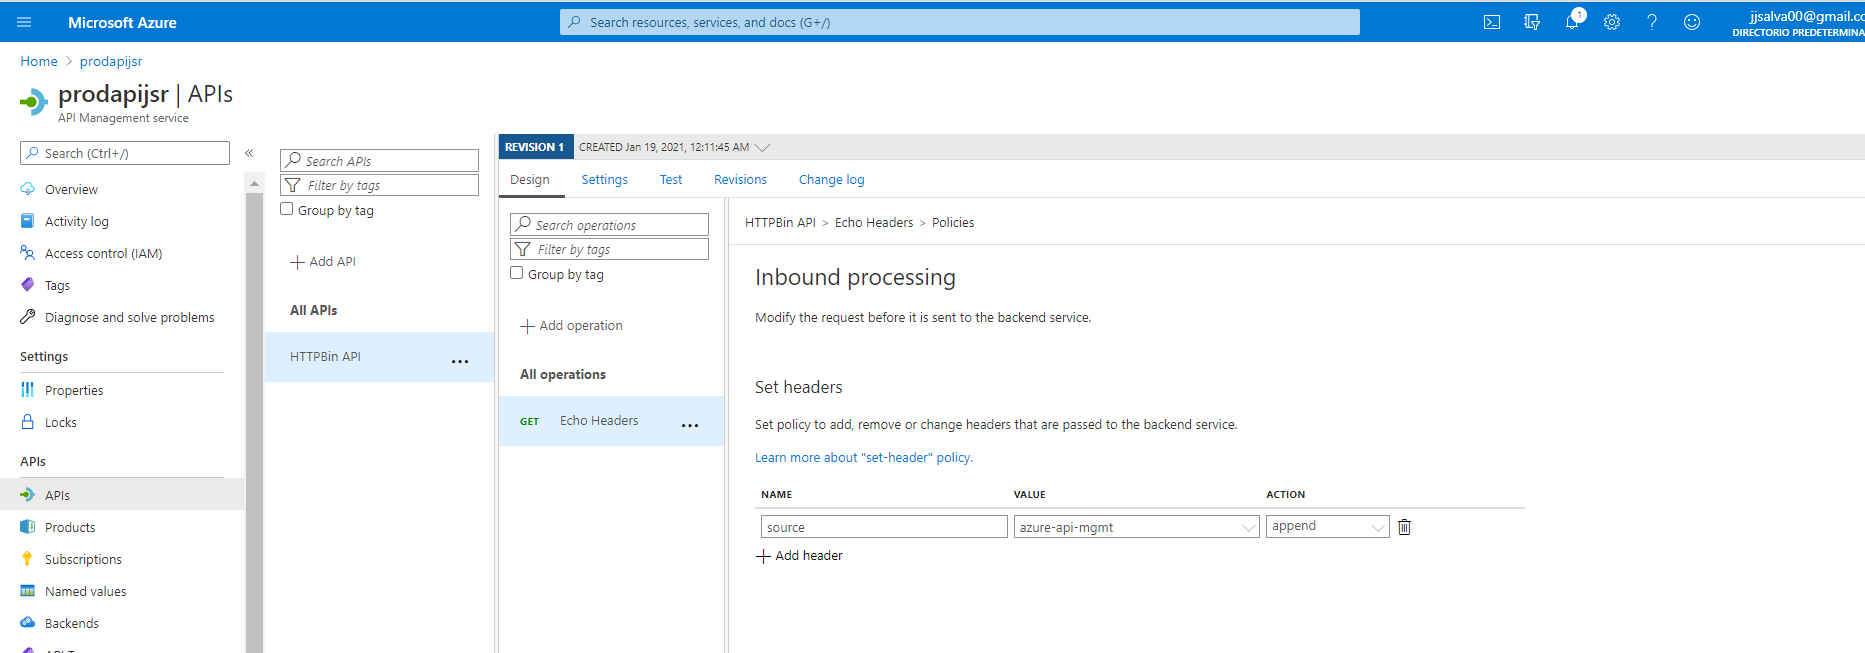 Microsoft Azure
Search resources, services, and docs (G+/)
1
jjsalva00@gmail.co
DIRECTORIO PREDETERMINA
Home > prodapijsr
prodapijsr | APIs
API Management service
Search (Ctrl+/)
«
Overview
Activity log
Access control (IAM)
Tags
Diagnose and solve problems
Settings
Properties
Locks
APIs
APIs
Products
Subscriptions
Named values
Backends
Search APIs
Filter by tags
Group by tag
+ Add API
All APIs
HTTPBin API ...
REVISION 1 CREATED Jan 19, 2021, 12:11:45 AM
Design Settings Test Revisions Change log
Search operations
Filter by tags
Group by tag
+ Add operation
All operations
GET Echo Headers ...
HTTPBin API > Echo Headers > Policies
Inbound processing
Modify the request before it is sent to the backend service.
Set headers
Set policy to add, remove or change headers that are passed to the backend service.
Learn more about "set-header" policy.
NAME VALUE ACTION
source azure-api-mgmt append
+ Add header